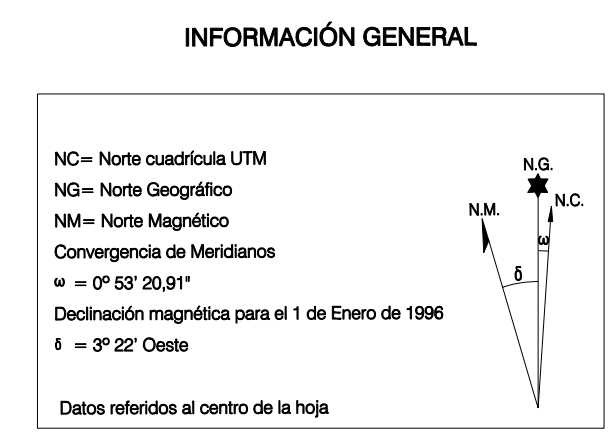 INFORMACIÓN GENERAL
NC= Norte cuadrícula UTM
NG= Norte Geográfico
NM= Norte Magnético
Convergencia de Meridianos
ω = 0º 53' 20,91"
Declinación magnética para el 1 de Enero de 1996
δ = 3º 22' Oeste
Datos referidos al centro de la hoja
N.G.
N.C.
N.M.
ω
δ